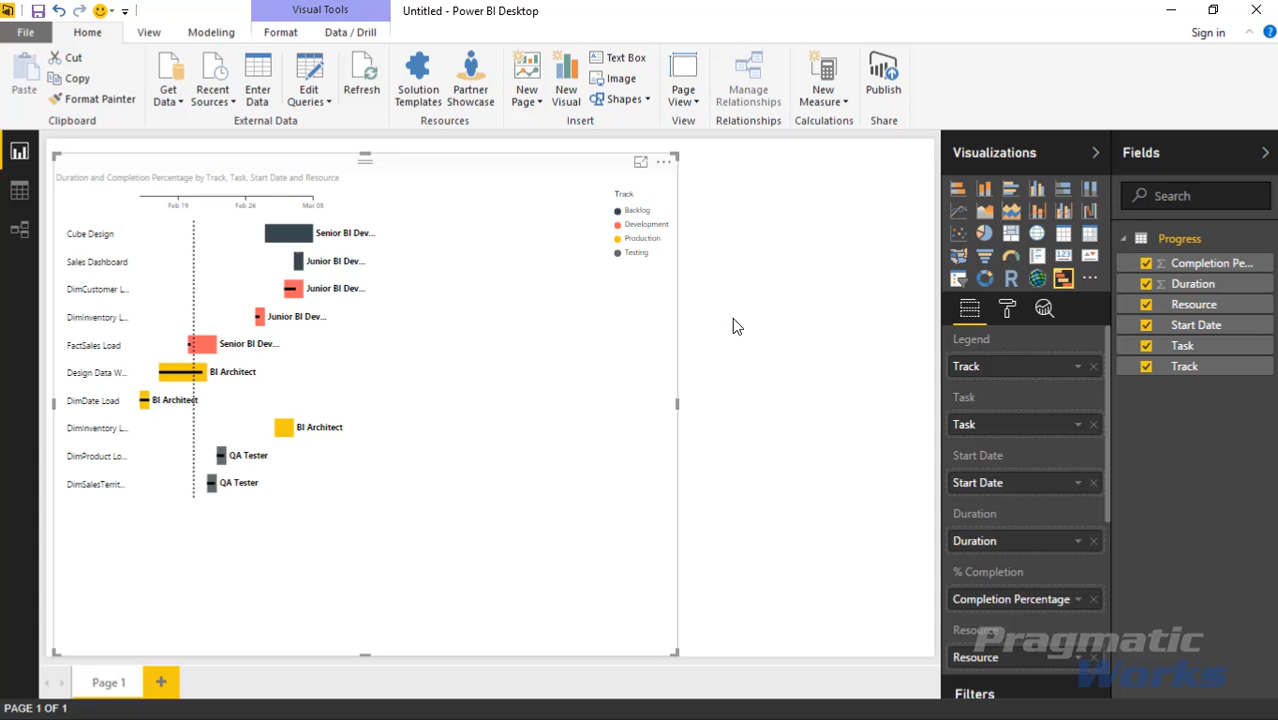 Visual Tools
Untitled - Power BI Desktop
File
Home
View
Modeling
Format
Data / Drill
Sign in
Paste
Cut
Copy
Format Painter
Clipboard
Get Data
Recent Sources
Enter Data
Edit Queries
Refresh
External Data
Solution Templates
Partner Showcase
Resources
New Page
New Visual
Text Box
Image
Shapes
Insert
Page View
View
Manage Relationships
Relationships
New Measure
Calculations
Publish
Share
Duration and Completion Percentage by Track, Task, Start Date and Resource
Feb 19
Feb 26
Mar 05
Track
Backlog
Development
Production
Testing
Cube Design
Senior BI Dev...
Sales Dashboard
Junior BI Dev...
DimCustomer L...
Junior BI Dev...
DimInventory L...
Junior BI Dev...
FactSales Load
Senior BI Dev...
Design Data W...
BI Architect
DimDate Load
BI Architect
DimInventory L...
BI Architect
DimProduct Lo...
QA Tester
DimSalesTerrit...
QA Tester
Page 1
PAGE 1 OF 1
Visualizations
R
123
Legend
Track
Task
Task
Start Date
Start Date
Duration
Duration
% Completion
Completion Percentage
Resource
Resource
Filters
Fields
Search
Progress
Σ Completion Pe...
Σ Duration
Resource
Start Date
Task
Track
Pragmatic
Works